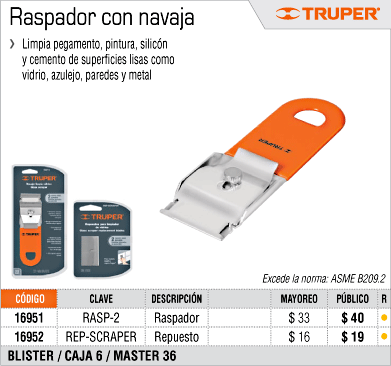 Raspador con navaja
TRUPER®
Limpia pegamento, pintura, silicón
y cemento de superficies lisas como
vidrio, azulejo, paredes y metal
TRUPER
TRUPER
Excede la norma: ASME B209.2
CÓDIGO CLAVE DESCRIPCIÓN MAYOREO PÚBLICO R
16951 RASP-2 Raspador $ 33 $ 40
16952 REP-SCRAPER Repuesto $ 16 $ 19
BLISTER / CAJA 6 / MASTER 36